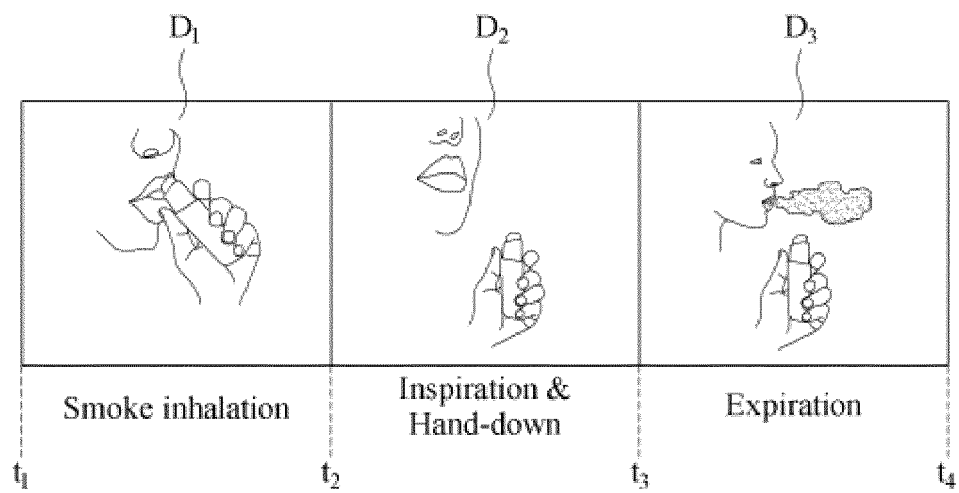 D₁ D₂ D₃
Smoke inhalation
Inspiration &
Hand-down
Expiration
t₁ t₂ t₃ t₄